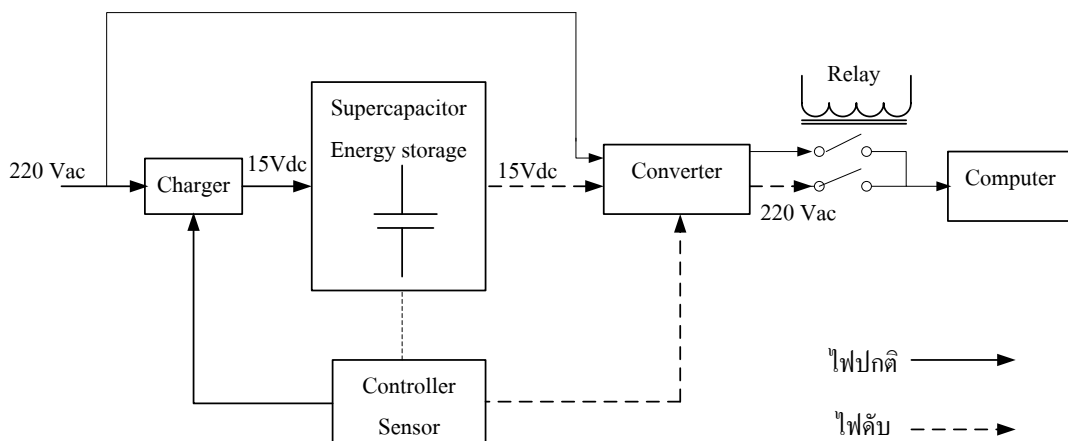 Relay
Supercapacitor
Energy storage
220 Vac
Charger
15Vdc
15Vdc
Converter
220 Vac
Computer
Controller
Sensor
ไฟปกติ
ไฟดับ